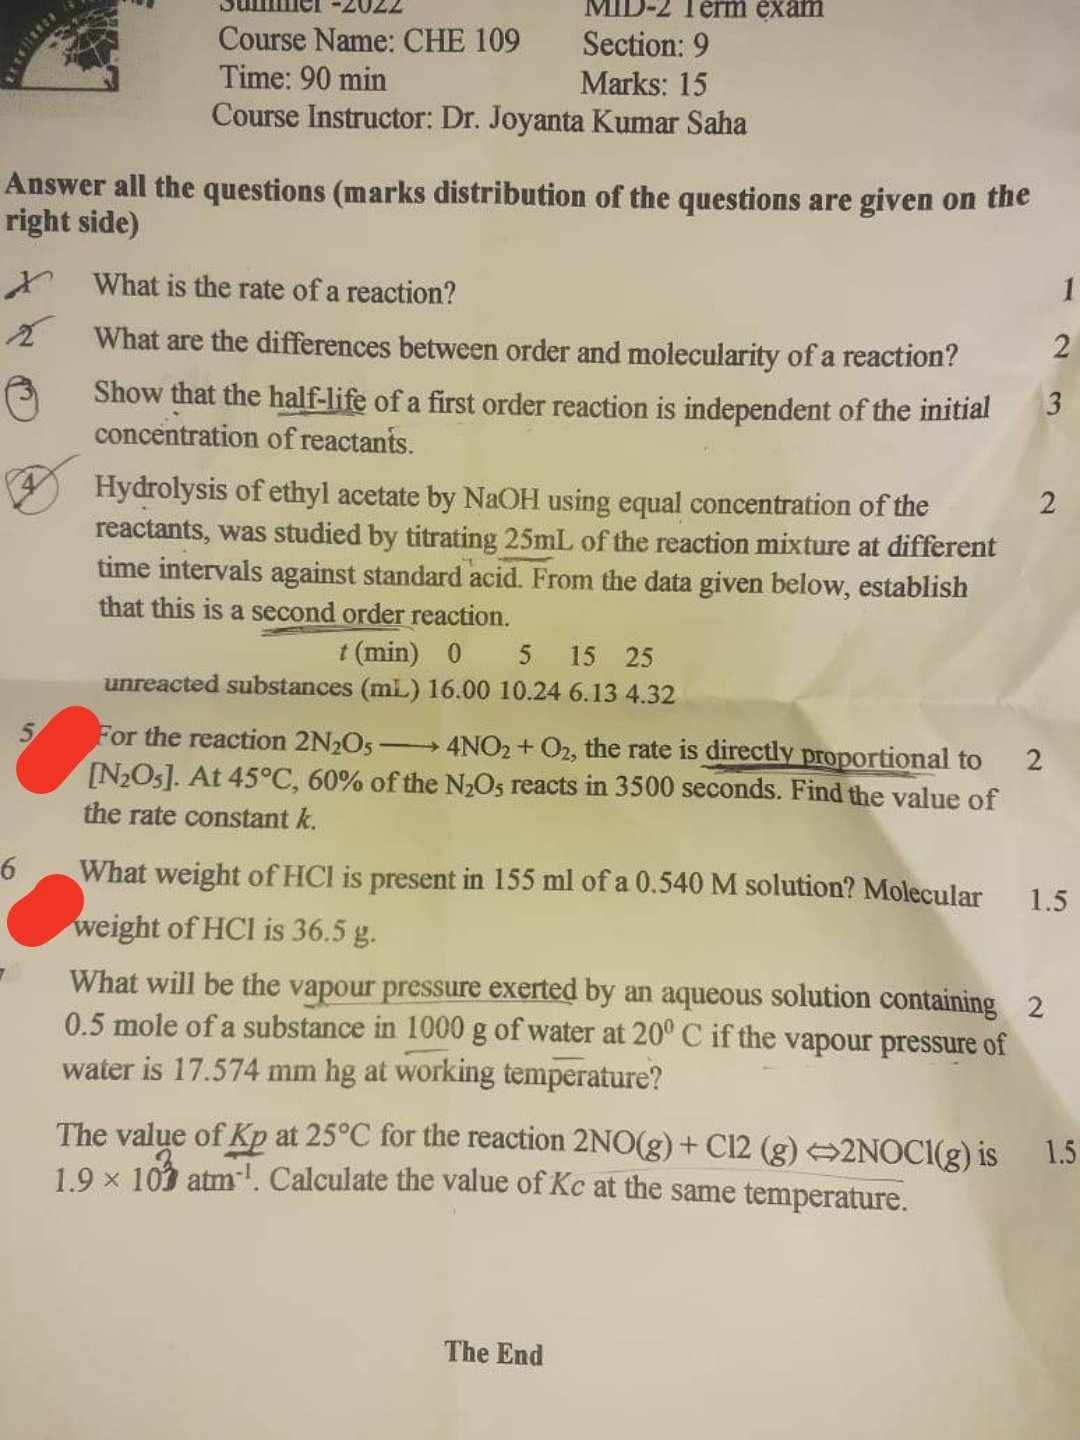 Summer -2022 MID-2 Term exam
Course Name: CHE 109 Section: 9
Time: 90 min Marks: 15
Course Instructor: Dr. Joyanta Kumar Saha
Answer all the questions (marks distribution of the questions are given on the
right side)
1 What is the rate of a reaction? 1
2 What are the differences between order and molecularity of a reaction? 2
3 Show that the half-life of a first order reaction is independent of the initial 3
concentration of reactants.
4 Hydrolysis of ethyl acetate by NaOH using equal concentration of the 2
reactants, was studied by titrating 25mL of the reaction mixture at different
time intervals against standard acid. From the data given below, establish
that this is a second order reaction.
t (min) 0 5 15 25
unreacted substances (mL) 16.00 10.24 6.13 4.32
5 For the reaction 2N₂O₅ ⟶ 4NO₂ + O₂, the rate is directly proportional to 2
[N₂O₅]. At 45°C, 60% of the N₂O₅ reacts in 3500 seconds. Find the value of
the rate constant k.
6 What weight of HCl is present in 155 ml of a 0.540 M solution? Molecular 1.5
weight of HCl is 36.5 g.
What will be the vapour pressure exerted by an aqueous solution containing 2
0.5 mole of a substance in 1000 g of water at 20⁰ C if the vapour pressure of
water is 17.574 mm hg at working temperature?
The value of Kp at 25°C for the reaction 2NO(g) + Cl2 (g) ⇔2NOCl(g) is 1.5
1.9 × 10³ atm⁻¹. Calculate the value of Kc at the same temperature.
The End